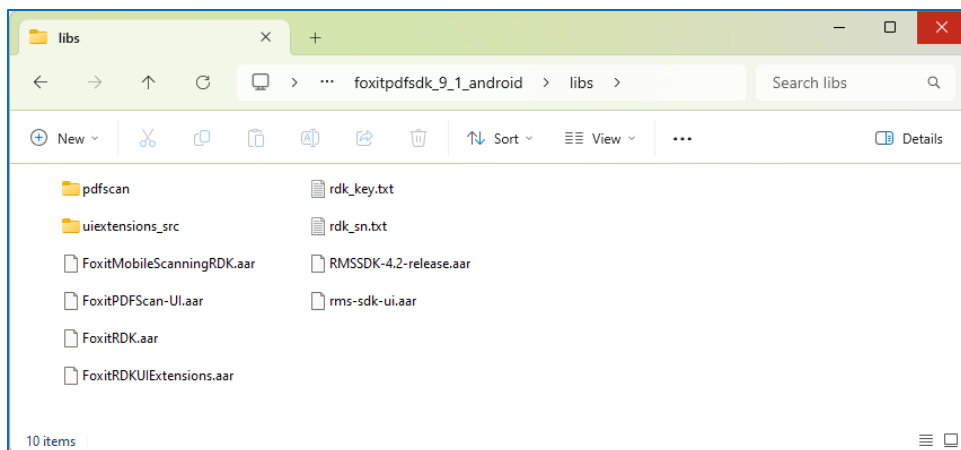 libs
foxitpdfsdk_9_1_android > libs >
Search libs
New
Sort
View
Details
pdfscan
uiextensions_src
FoxitMobileScanningRDK.aar
FoxitPDFScan-UI.aar
FoxitRDK.aar
FoxitRDKUIExtensions.aar
rdk_key.txt
rdk_sn.txt
RMSSDK-4.2-release.aar
rms-sdk-ui.aar
10 items